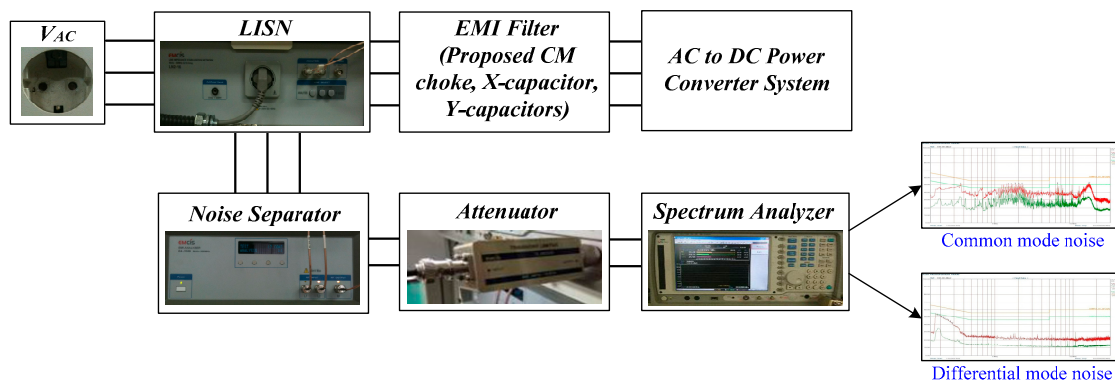 VAC
LISN
EMI Filter
(Proposed CM
choke, X-capacitor,
Y-capacitors)
AC to DC Power
Converter System
Noise Separator
Attenuator
Spectrum Analyzer
Common mode noise
Differential mode noise